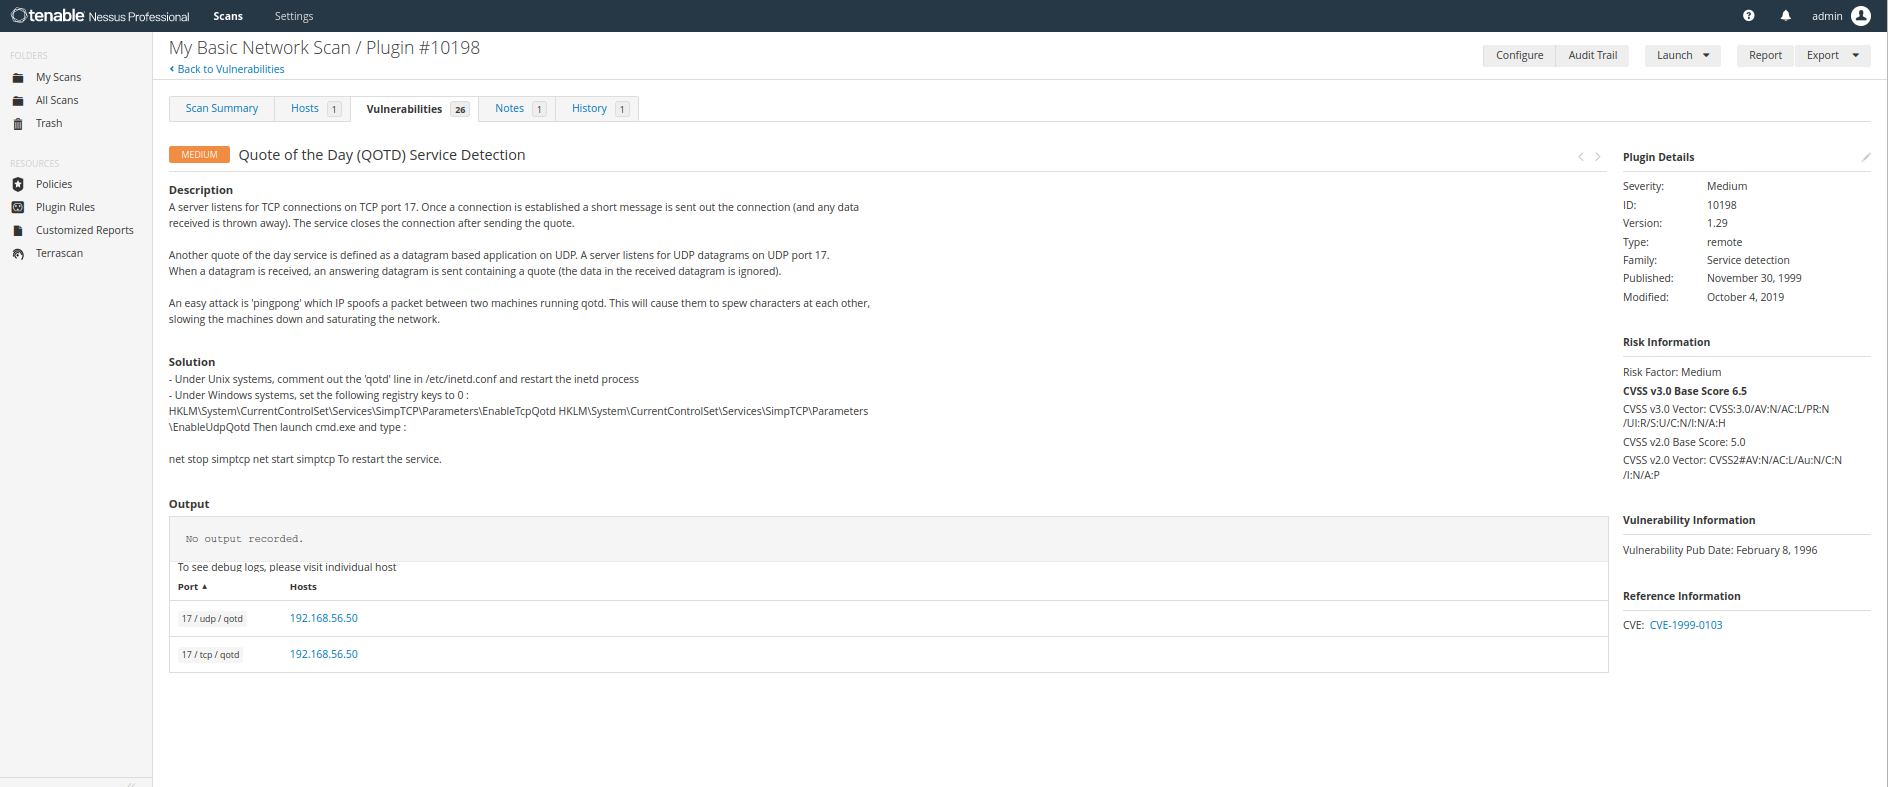 tenable Nessus Professional Scans Settings admin
FOLDERS
My Scans
All Scans
Trash
RESOURCES
Policies
Plugin Rules
Customized Reports
Terrascan
My Basic Network Scan / Plugin #10198
Back to Vulnerabilities
Configure Audit Trail Launch Report Export
Scan Summary Hosts 1 Vulnerabilities 26 Notes 1 History 1
MEDIUM Quote of the Day (QOTD) Service Detection
Description
A server listens for TCP connections on TCP port 17. Once a connection is established a short message is sent out the connection (and any data
received is thrown away). The service closes the connection after sending the quote.
Another quote of the day service is defined as a datagram based application on UDP. A server listens for UDP datagrams on UDP port 17.
When a datagram is received, an answering datagram is sent containing a quote (the data in the received datagram is ignored).
An easy attack is 'pingpong' which IP spoofs a packet between two machines running qotd. This will cause them to spew characters at each other,
slowing the machines down and saturating the network.
Solution
- Under Unix systems, comment out the 'qotd' line in /etc/inetd.conf and restart the inetd process
- Under Windows systems, set the following registry keys to 0 :
HKLM\System\CurrentControlSet\Services\SimpTCP\Parameters\EnableTcpQotd HKLM\System\CurrentControlSet\Services\SimpTCP\Parameters
\EnableUdpQotd Then launch cmd.exe and type :
net stop simptcp net start simptcp To restart the service.
Output
No output recorded.
To see debug logs, please visit individual host
Port Hosts
17 / udp / qotd 192.168.56.50
17 / tcp / qotd 192.168.56.50
Plugin Details
Severity: Medium
ID: 10198
Version: 1.29
Type: remote
Family: Service detection
Published: November 30, 1999
Modified: October 4, 2019
Risk Information
Risk Factor: Medium
CVSS v3.0 Base Score 6.5
CVSS v3.0 Vector: CVSS:3.0/AV:N/AC:L/PR:N
/UI:R/S:U/C:N/I:N/A:H
CVSS v2.0 Base Score: 5.0
CVSS v2.0 Vector: CVSS2#AV:N/AC:L/Au:N/C:N
/I:N/A:P
Vulnerability Information
Vulnerability Pub Date: February 8, 1996
Reference Information
CVE: CVE-1999-0103